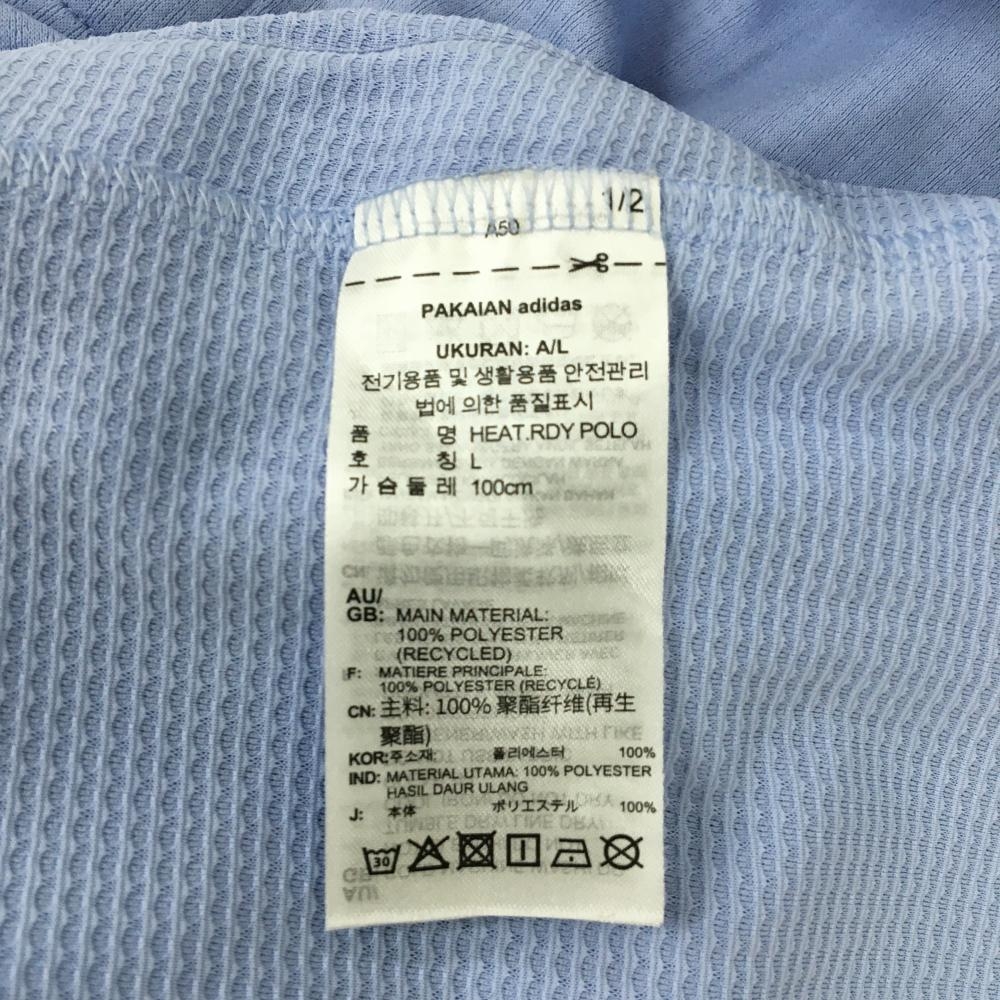 1/2
A50
PAKAIAN adidas
UKURAN: A/L
전기용품 및 생활용품 안전관리
법에 의한 품질표시
품 명 HEAT.RDY POLO
호 칭 L
가 슴 둘 레 100cm
AU/
GB: MAIN MATERIAL:
100% POLYESTER
(RECYCLED)
F: MATIERE PRINCIPALE:
100% POLYESTER (RECYCLÉ)
CN: 主料: 100% 聚酯纤维(再生
聚酯)
KOR:주소재 폴리에스터 100%
IND: MATERIAL UTAMA: 100% POLYESTER
HASIL DAUR ULANG
J: 本体 ポリエステル 100%
30